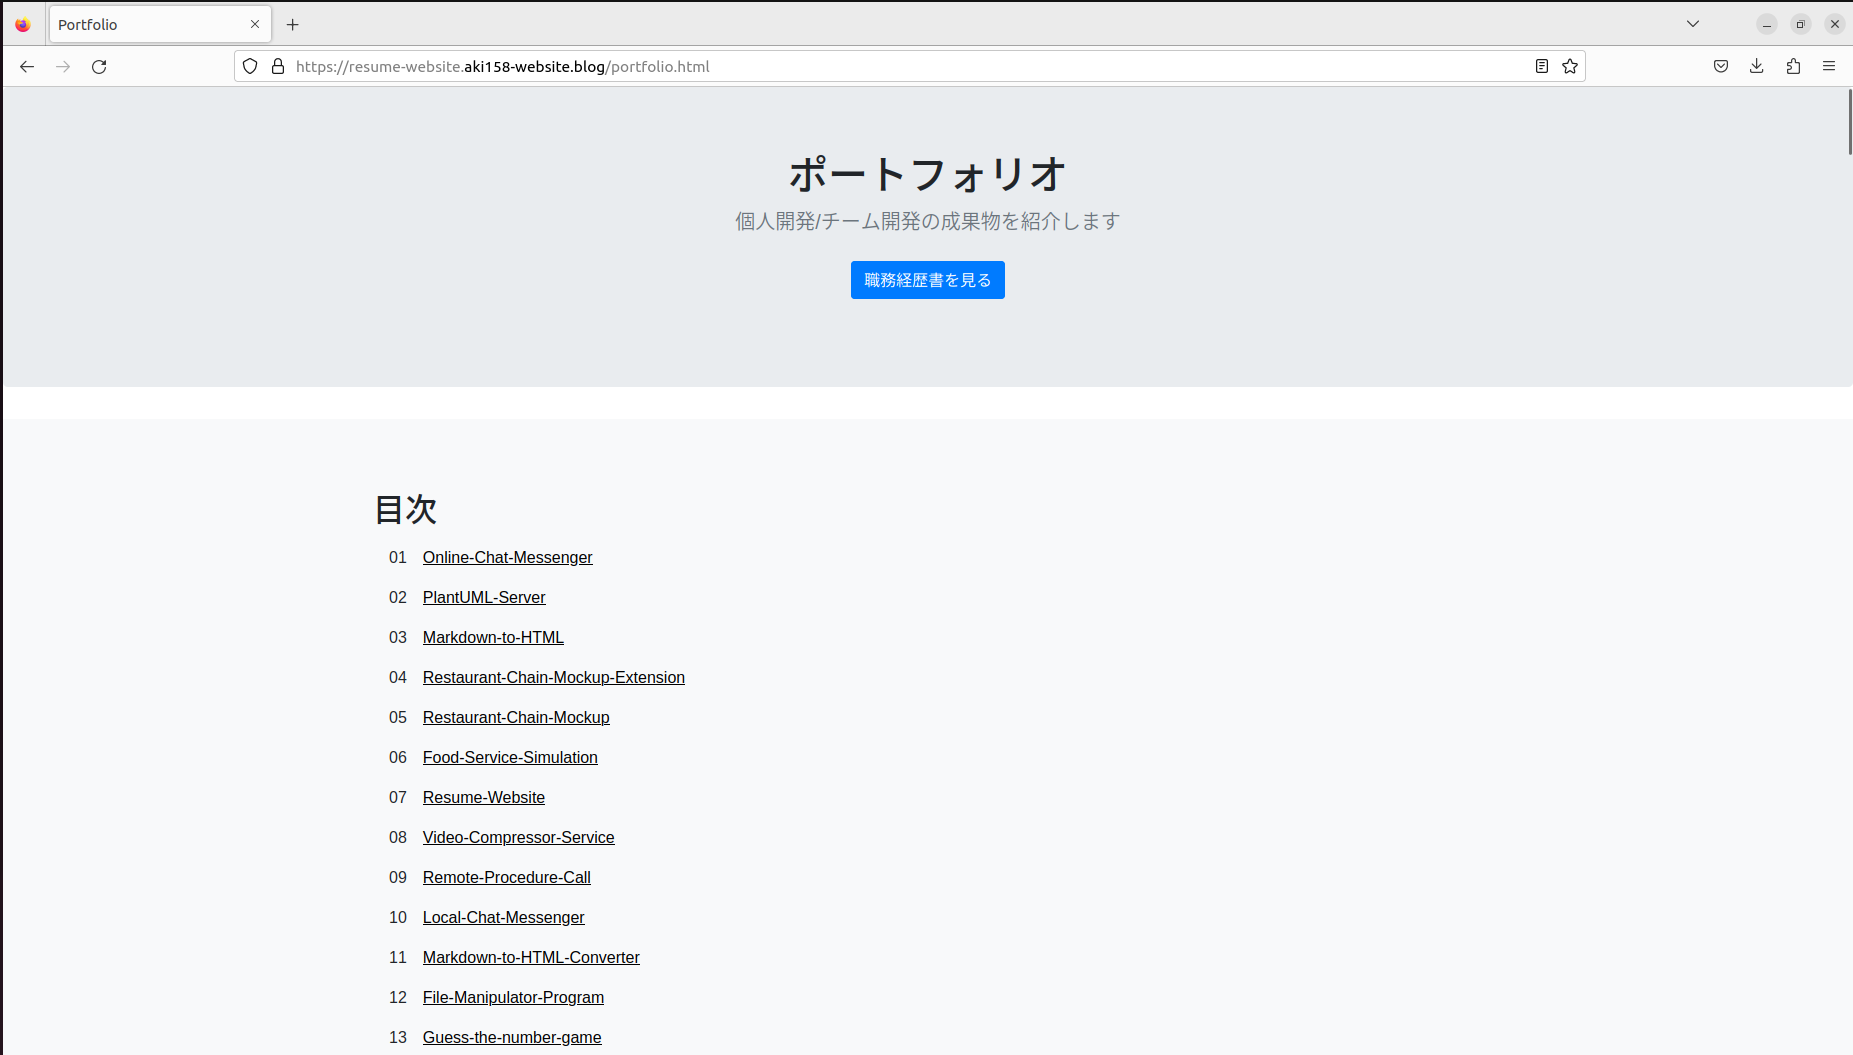 Portfolio
https://resume-website.aki158-website.blog/portfolio.html
ポートフォリオ
個人開発/チーム開発の成果物を紹介します
職務経歴書を見る
目次
01 Online-Chat-Messenger
02 PlantUML-Server
03 Markdown-to-HTML
04 Restaurant-Chain-Mockup-Extension
05 Restaurant-Chain-Mockup
06 Food-Service-Simulation
07 Resume-Website
08 Video-Compressor-Service
09 Remote-Procedure-Call
10 Local-Chat-Messenger
11 Markdown-to-HTML-Converter
12 File-Manipulator-Program
13 Guess-the-number-game